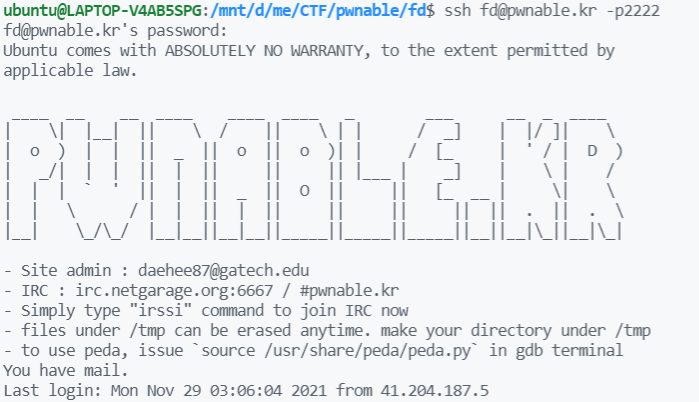 ubuntu@LAPTOP-V4AB5SPG:/mnt/d/me/CTF/pwnable/fd$ ssh fd@pwnable.kr -p2222
fd@pwnable.kr's password:
Ubuntu comes with ABSOLUTELY NO WARRANTY, to the extent permitted by
applicable law.
PWNABLE.KR
- Site admin : daehee87@gatech.edu
- IRC : irc.netgarage.org:6667 / #pwnable.kr
- Simply type "irssi" command to join IRC now
- files under /tmp can be erased anytime. make your directory under /tmp
- to use peda, issue `source /usr/share/peda/peda.py` in gdb terminal
You have mail.
Last login: Mon Nov 29 03:06:04 2021 from 41.204.187.5